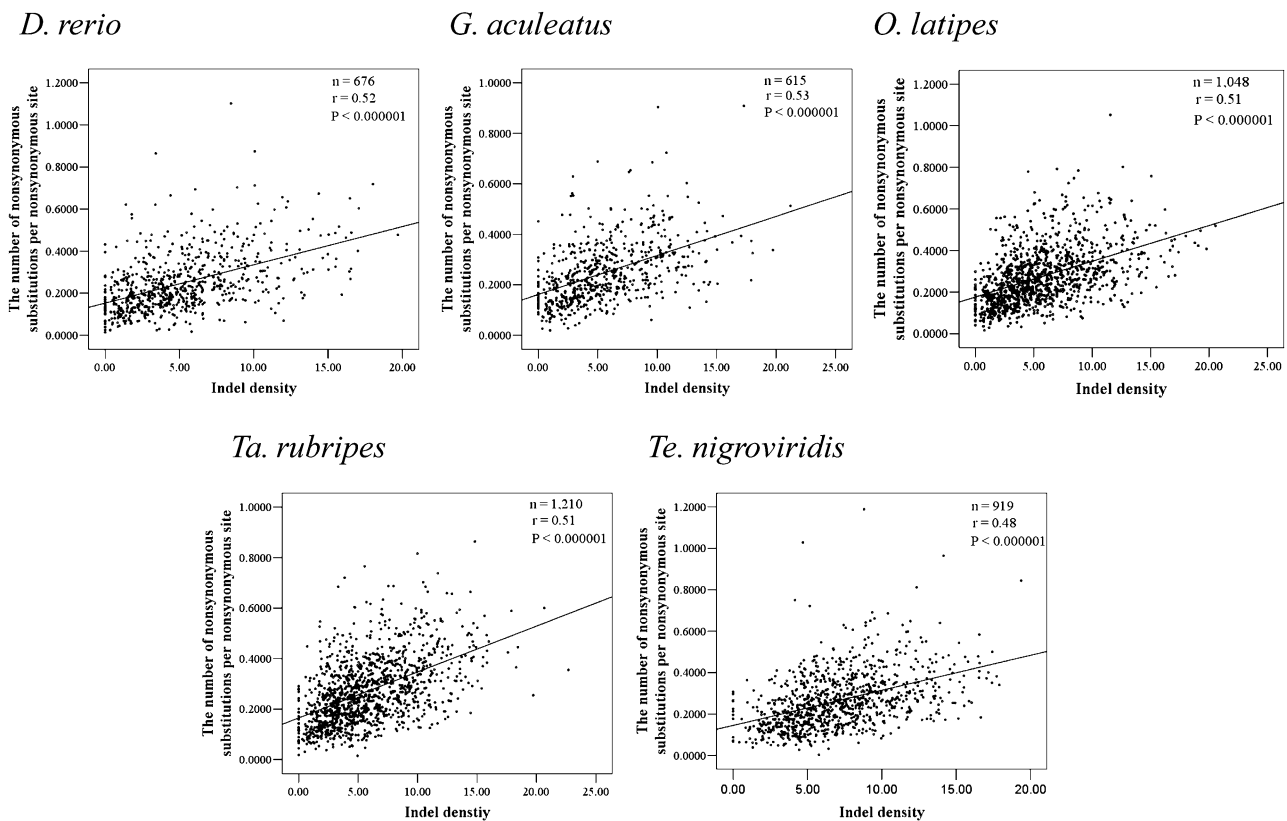 D. rerio
n = 676
r = 0.52
P < 0.000001
The number of nonsynonymous
substitutions per nonsynonymous site
1.2000
1.0000
0.8000
0.6000
0.4000
0.2000
0.0000
0.00 5.00 10.00 15.00 20.00
Indel density
G. aculeatus
n = 615
r = 0.53
P < 0.000001
The number of nonsynonymous
substitutions per nonsynonymous site
1.0000
0.8000
0.6000
0.4000
0.2000
0.0000
0.00 5.00 10.00 15.00 20.00 25.00
Indel density
O. latipes
n = 1,048
r = 0.51
P < 0.000001
The number of nonsynonymous
substitutions per nonsynonymous site
1.2000
1.0000
0.8000
0.6000
0.4000
0.2000
0.0000
0.00 5.00 10.00 15.00 20.00 25.00
Indel density
Ta. rubripes
n = 1,210
r = 0.51
P < 0.000001
The number of nonsynonymous
substitutions per nonsynonymous site
1.0000
0.8000
0.6000
0.4000
0.2000
0.0000
0.00 5.00 10.00 15.00 20.00 25.00
Indel denstiy
Te. nigroviridis
n = 919
r = 0.48
P < 0.000001
The number of nonsynonymous
substitutions per nonsynonymous site
1.2000
1.0000
0.8000
0.6000
0.4000
0.2000
0.0000
0.00 5.00 10.00 15.00 20.00
Indel density